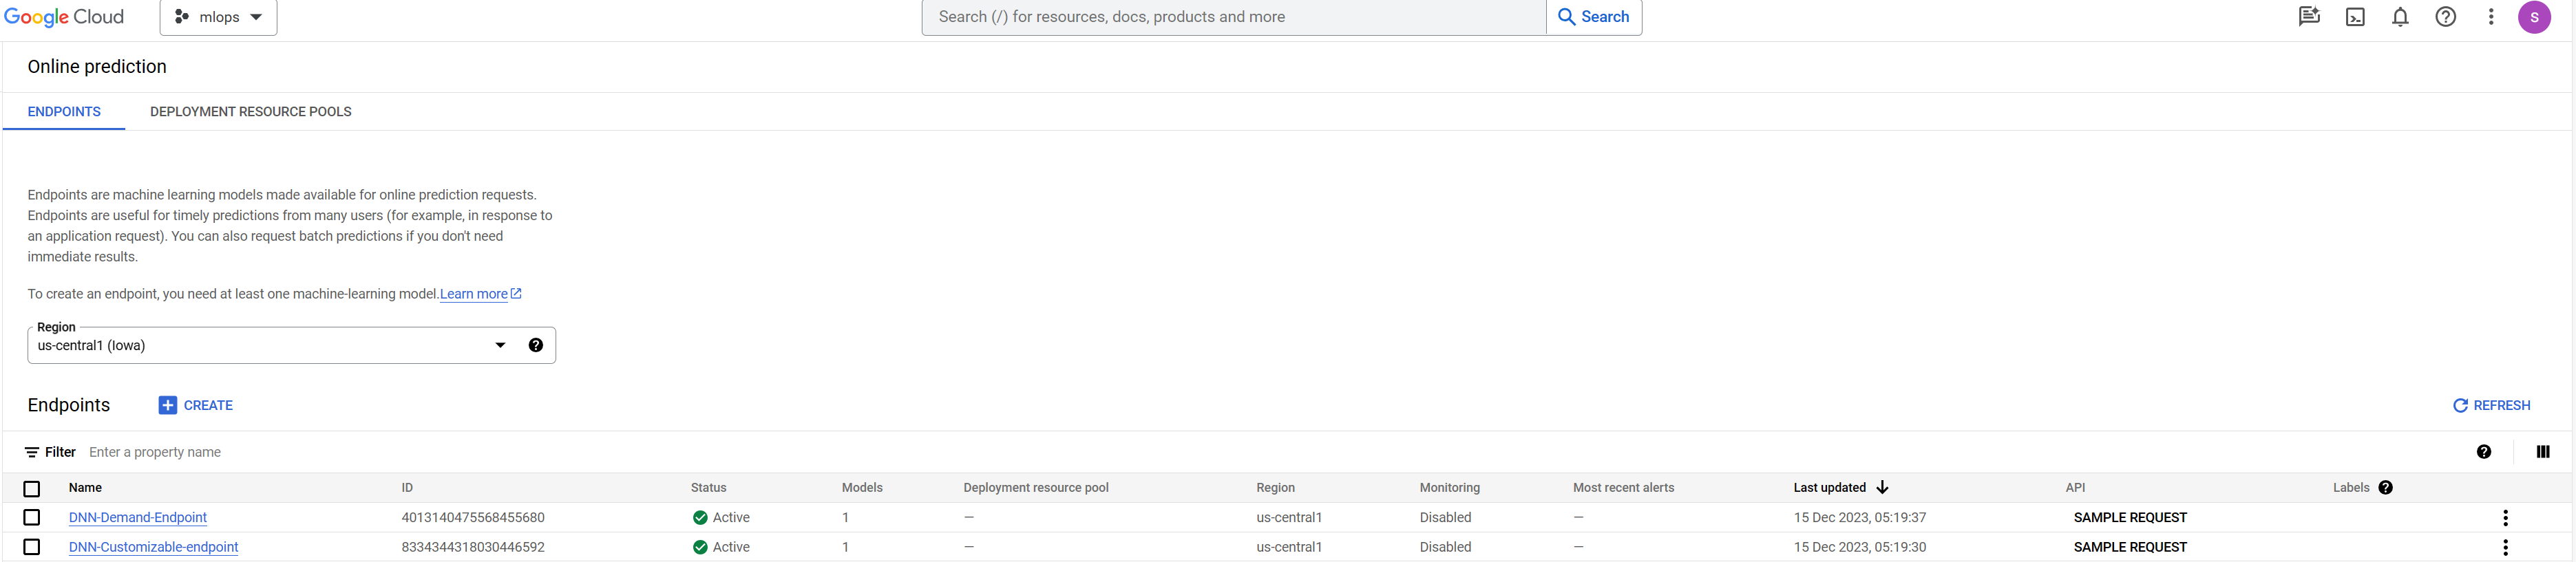 Google Cloud
mlops
Search (/) for resources, docs, products and more
Search
S
Online prediction
ENDPOINTS
DEPLOYMENT RESOURCE POOLS
Endpoints are machine learning models made available for online prediction requests.
Endpoints are useful for timely predictions from many users (for example, in response to
an application request). You can also request batch predictions if you don't need
immediate results.
To create an endpoint, you need at least one machine-learning model.Learn more
Region
us-central1 (Iowa)
Endpoints
CREATE
REFRESH
Filter Enter a property name
Name ID Status Models Deployment resource pool Region Monitoring Most recent alerts Last updated API Labels
DNN-Demand-Endpoint 4013140475568455680 Active 1 — us-central1 Disabled — 15 Dec 2023, 05:19:37 SAMPLE REQUEST
DNN-Customizable-endpoint 8334344318030446592 Active 1 — us-central1 Disabled — 15 Dec 2023, 05:19:30 SAMPLE REQUEST